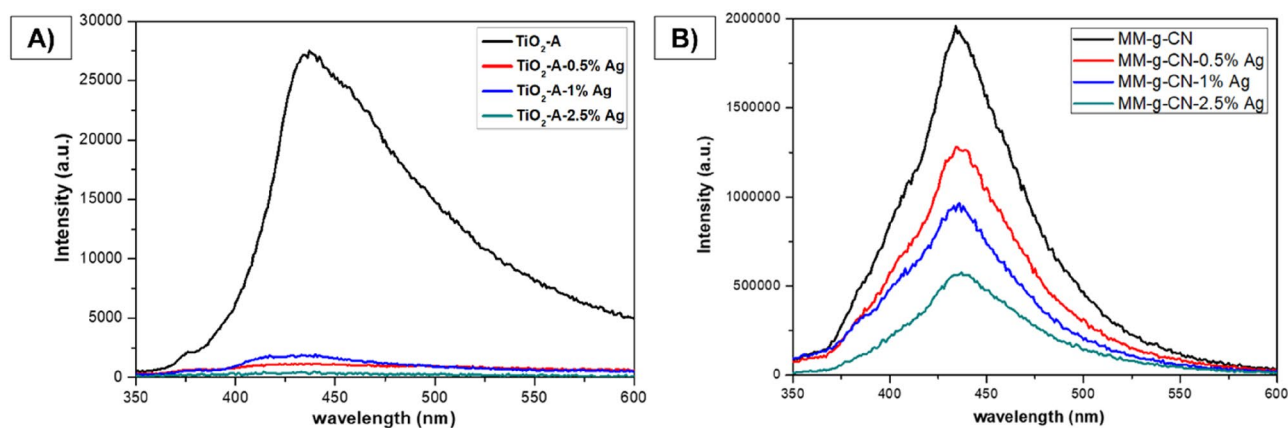 A)
30000
25000
20000
15000
10000
5000
0
Intensity (a.u.)
350 400 450 500 550 600
wavelength (nm)
TiO₂-A
TiO₂-A-0.5% Ag
TiO₂-A-1% Ag
TiO₂-A-2.5% Ag
B)
2000000
1500000
1000000
500000
0
Intensity (a.u.)
350 400 450 500 550 600
wavelength (nm)
MM-g-CN
MM-g-CN-0.5% Ag
MM-g-CN-1% Ag
MM-g-CN-2.5% Ag